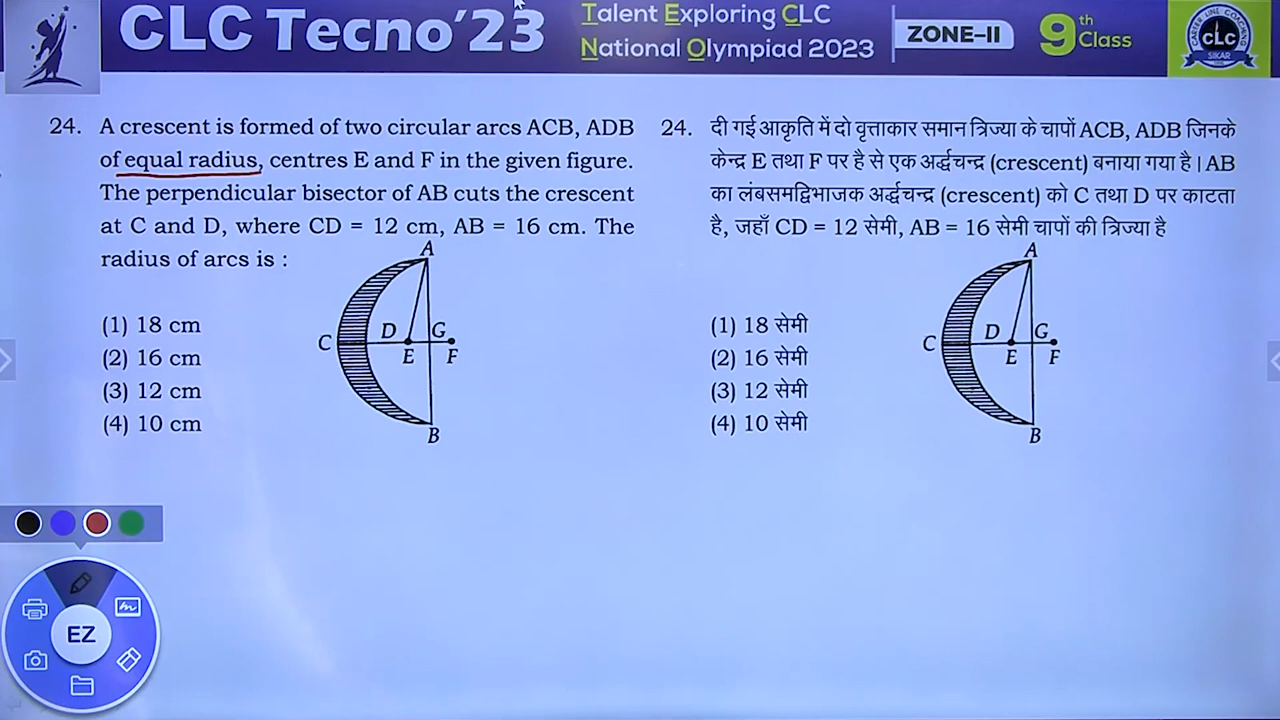 CLC Tecno'23
Talent Exploring CLC
National Olympiad 2023
ZONE-II
9th Class
CAREER LINE COACHING
CLC
SIKAR
24. A crescent is formed of two circular arcs ACB, ADB
of equal radius, centres E and F in the given figure.
The perpendicular bisector of AB cuts the crescent
at C and D, where CD = 12 cm, AB = 16 cm. The
radius of arcs is :
(1) 18 cm
(2) 16 cm
(3) 12 cm
(4) 10 cm
A
C D G
E F
B
24. दी गई आकृति में दो वृत्ताकार समान त्रिज्या के चापों ACB, ADB जिनके
केन्द्र E तथा F पर है से एक अर्द्धचन्द्र (crescent) बनाया गया है। AB
का लंबसमद्विभाजक अर्द्धचन्द्र (crescent) को C तथा D पर काटता
है, जहाँ CD = 12 सेमी, AB = 16 सेमी चापों की त्रिज्या है
(1) 18 सेमी
(2) 16 सेमी
(3) 12 सेमी
(4) 10 सेमी
A
C D G
E F
B
EZ